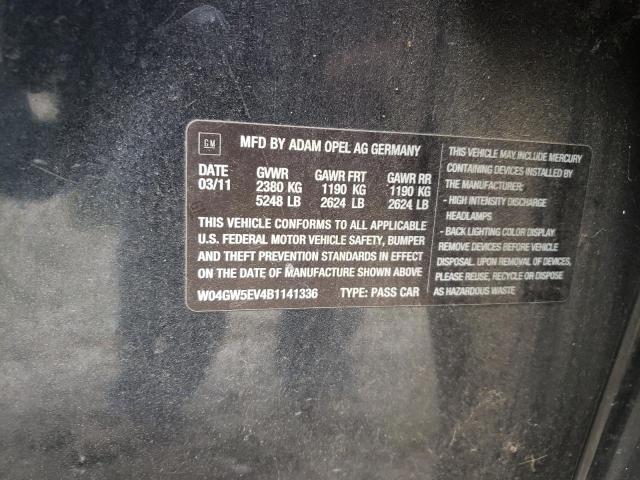 GM
MFD BY ADAM OPEL AG GERMANY
DATE GVWR GAWR FRT GAWR RR
03/11 2380 KG 1190 KG 1190 KG
5248 LB 2624 LB 2624 LB
THIS VEHICLE CONFORMS TO ALL APPLICABLE
U.S. FEDERAL MOTOR VEHICLE SAFETY, BUMPER
AND THEFT PREVENTION STANDARDS IN EFFECT
ON THE DATE OF MANUFACTURE SHOWN ABOVE
W04GW5EV4B1141336 TYPE: PASS CAR
THIS VEHICLE MAY INCLUDE MERCURY
CONTAINING DEVICES INSTALLED BY
THE MANUFACTURER:
- HIGH INTENSITY DISCHARGE
HEADLAMPS
- BACK LIGHTING COLOR DISPLAY
REMOVE DEVICES BEFORE VEHICLE
DISPOSAL. UPON REMOVAL OF DEVICES,
PLEASE REUSE, RECYCLE OR DISPOSE
AS HAZARDOUS WASTE